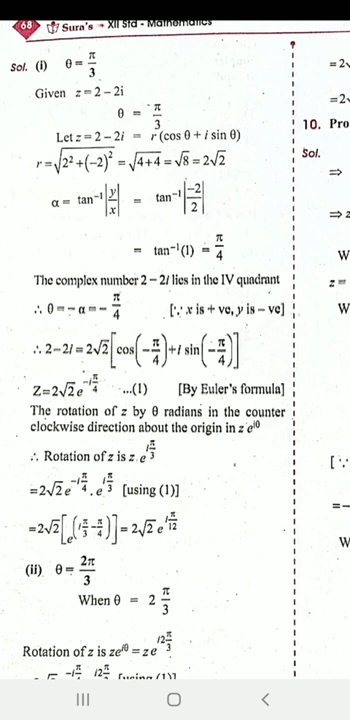 68 Sura's ➔ XII Std - Mathematics
Sol. (i) θ = π/3
Given z = 2 – 2i
θ = π/3
Let z = 2 – 2i = r (cos θ + i sin θ)
r = √(2² + (–2)²) = √(4+4) = √8 = 2√2
α = tan⁻¹|y/x| = tan⁻¹|–2/2|
= tan⁻¹(1) = π/4
The complex number 2 – 2i lies in the IV quadrant
∴ θ = – α = – π/4 [∵ x is + ve, y is – ve]
∴ 2–2i = 2√2[cos(–π/4)+i sin(–π/4)]
Z = 2√2 e^(–iπ/4) ...(1) [By Euler's formula]
The rotation of z by θ radians in the counter
clockwise direction about the origin in z e^(iθ)
∴ Rotation of z is z. e^(iπ/3)
= 2√2 e^(–iπ/4) . e^(iπ/3) [using (1)]
= 2√2[e^(iπ/3 – π/4)] = 2√2 e^(iπ/12)
(ii) θ = 2π/3
When θ = 2 π/3
Rotation of z is ze^(iθ) = z e^(i2π/3)
[using (1)]
= 2
= 2
10. Pro
Sol.
⇒
⇒ z
W
z =
W
[∵
= –
W